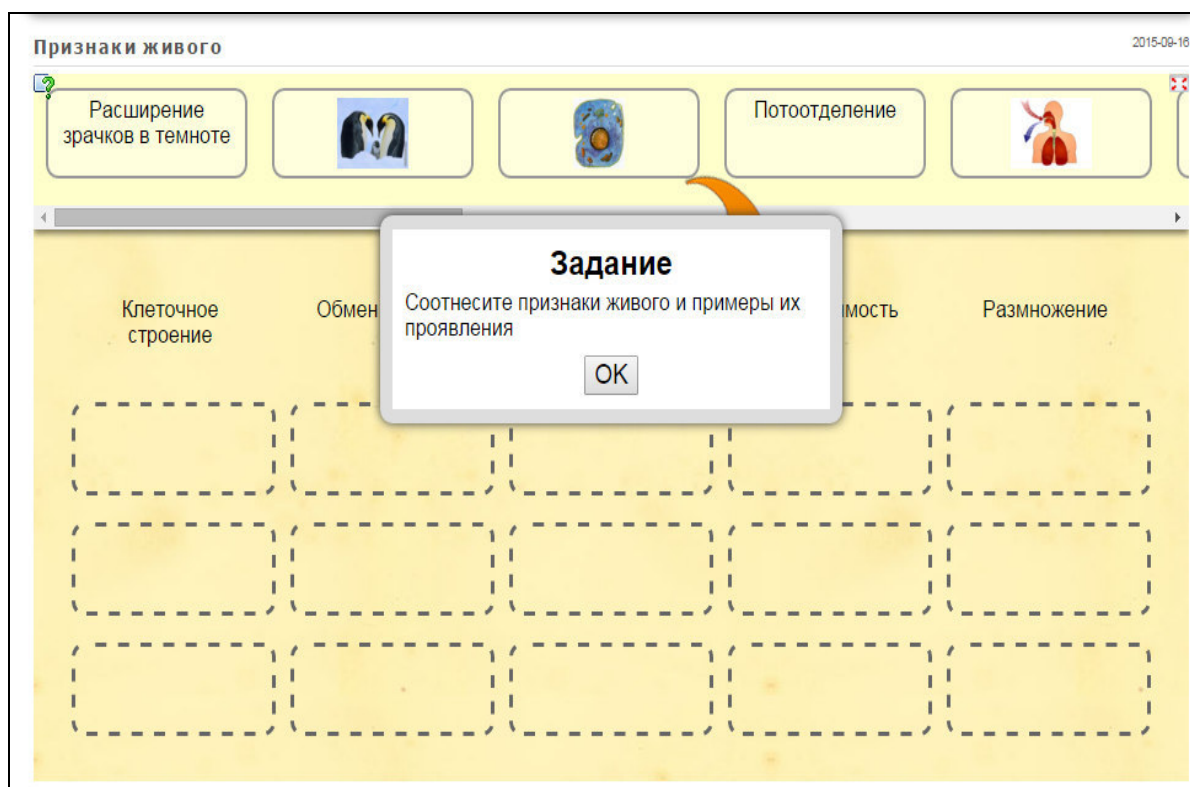 Признаки живого
2015-09-16
Расширение
зрачков в темноте
Потоотделение
Задание
Соотнесите признаки живого и примеры их
проявления
OK
Клеточное
строение
Обмен
мость
Размножение